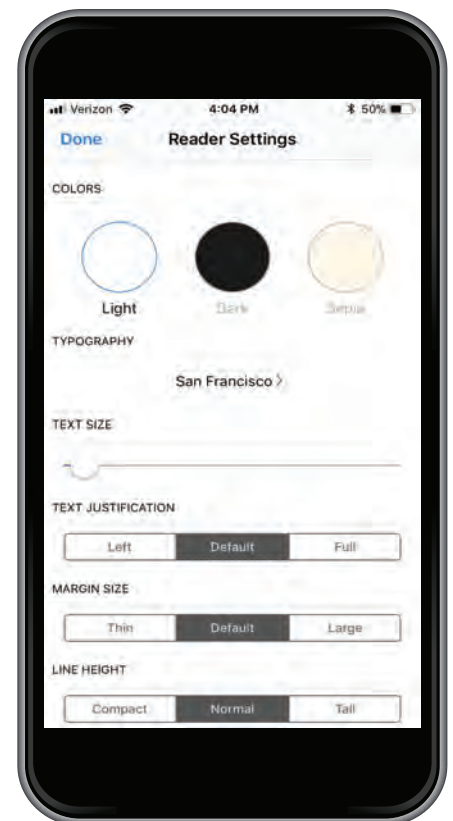 Verizon 4:04 PM 50%
Done Reader Settings
COLORS
Light Dark Sepia
TYPOGRAPHY
San Francisco >
TEXT SIZE
TEXT JUSTIFICATION
Left Default Full
MARGIN SIZE
Thin Default Large
LINE HEIGHT
Compact Normal Tall